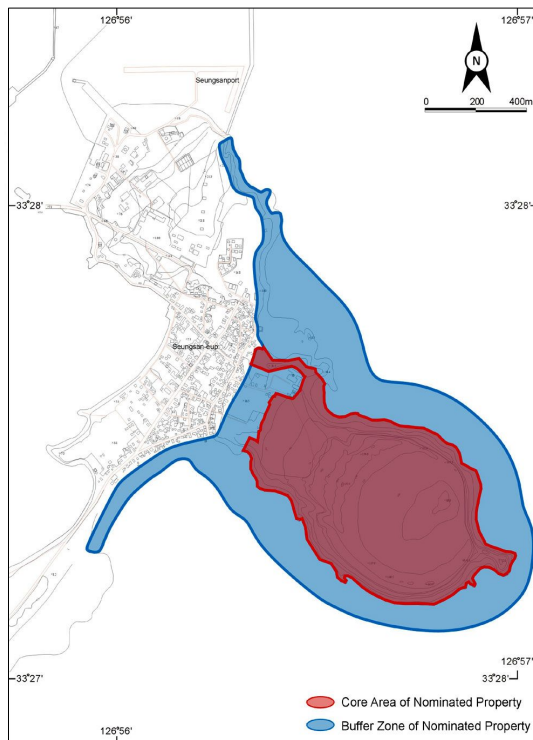 126°56'
126°57'
N
Seungsanport
0 200 400m
33°28'
33°28'
Seungsan-eup
126°57'
33°27'
33°28'
Core Area of Nominated Property
Buffer Zone of Nominated Property
126°56'